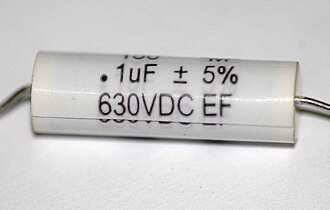 .1uF ± 5%
630VDC EF